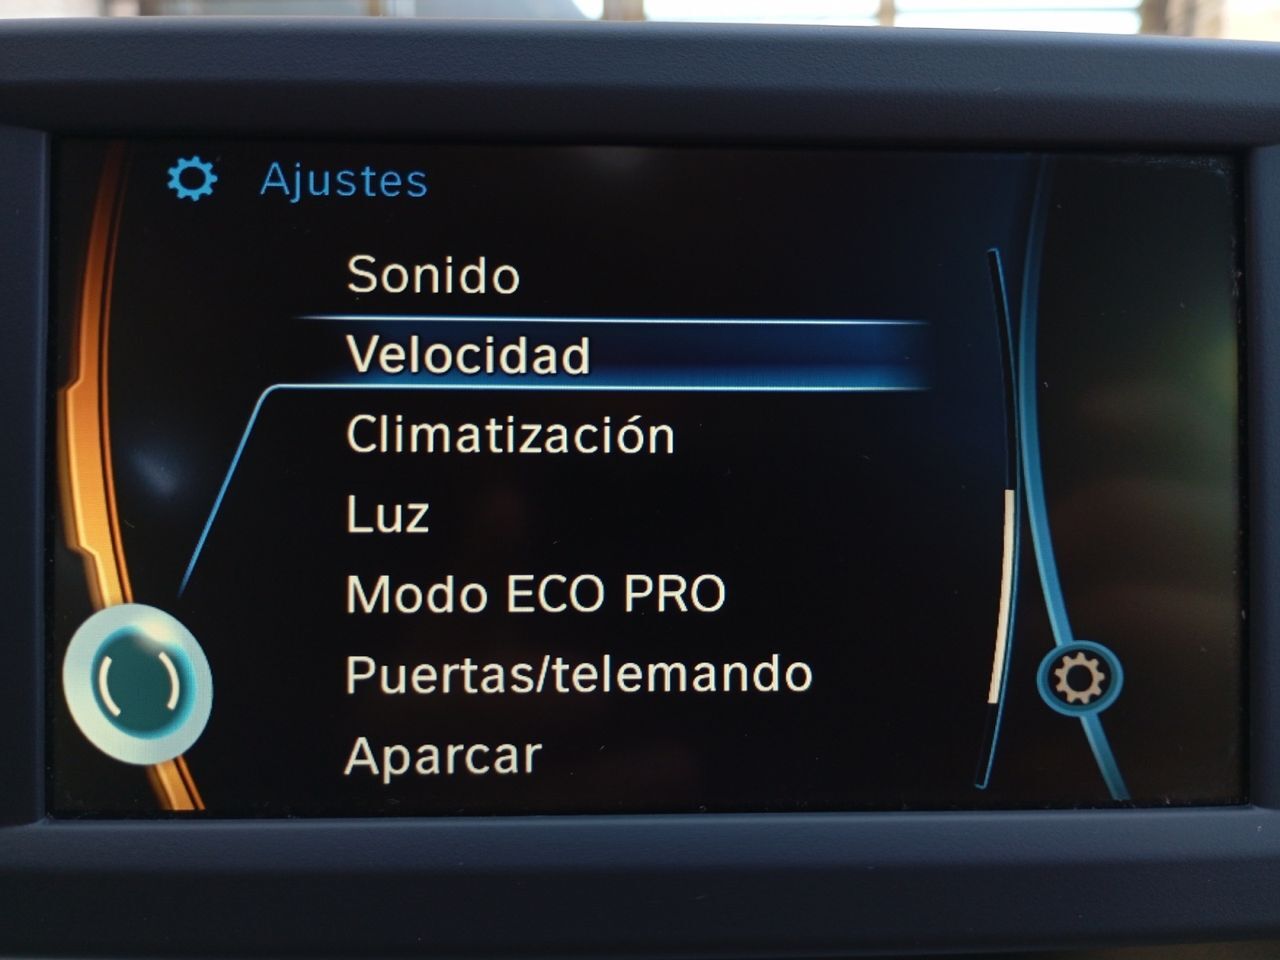 Ajustes
Sonido
Velocidad
Climatización
Luz
Modo ECO PRO
Puertas/telemando
Aparcar